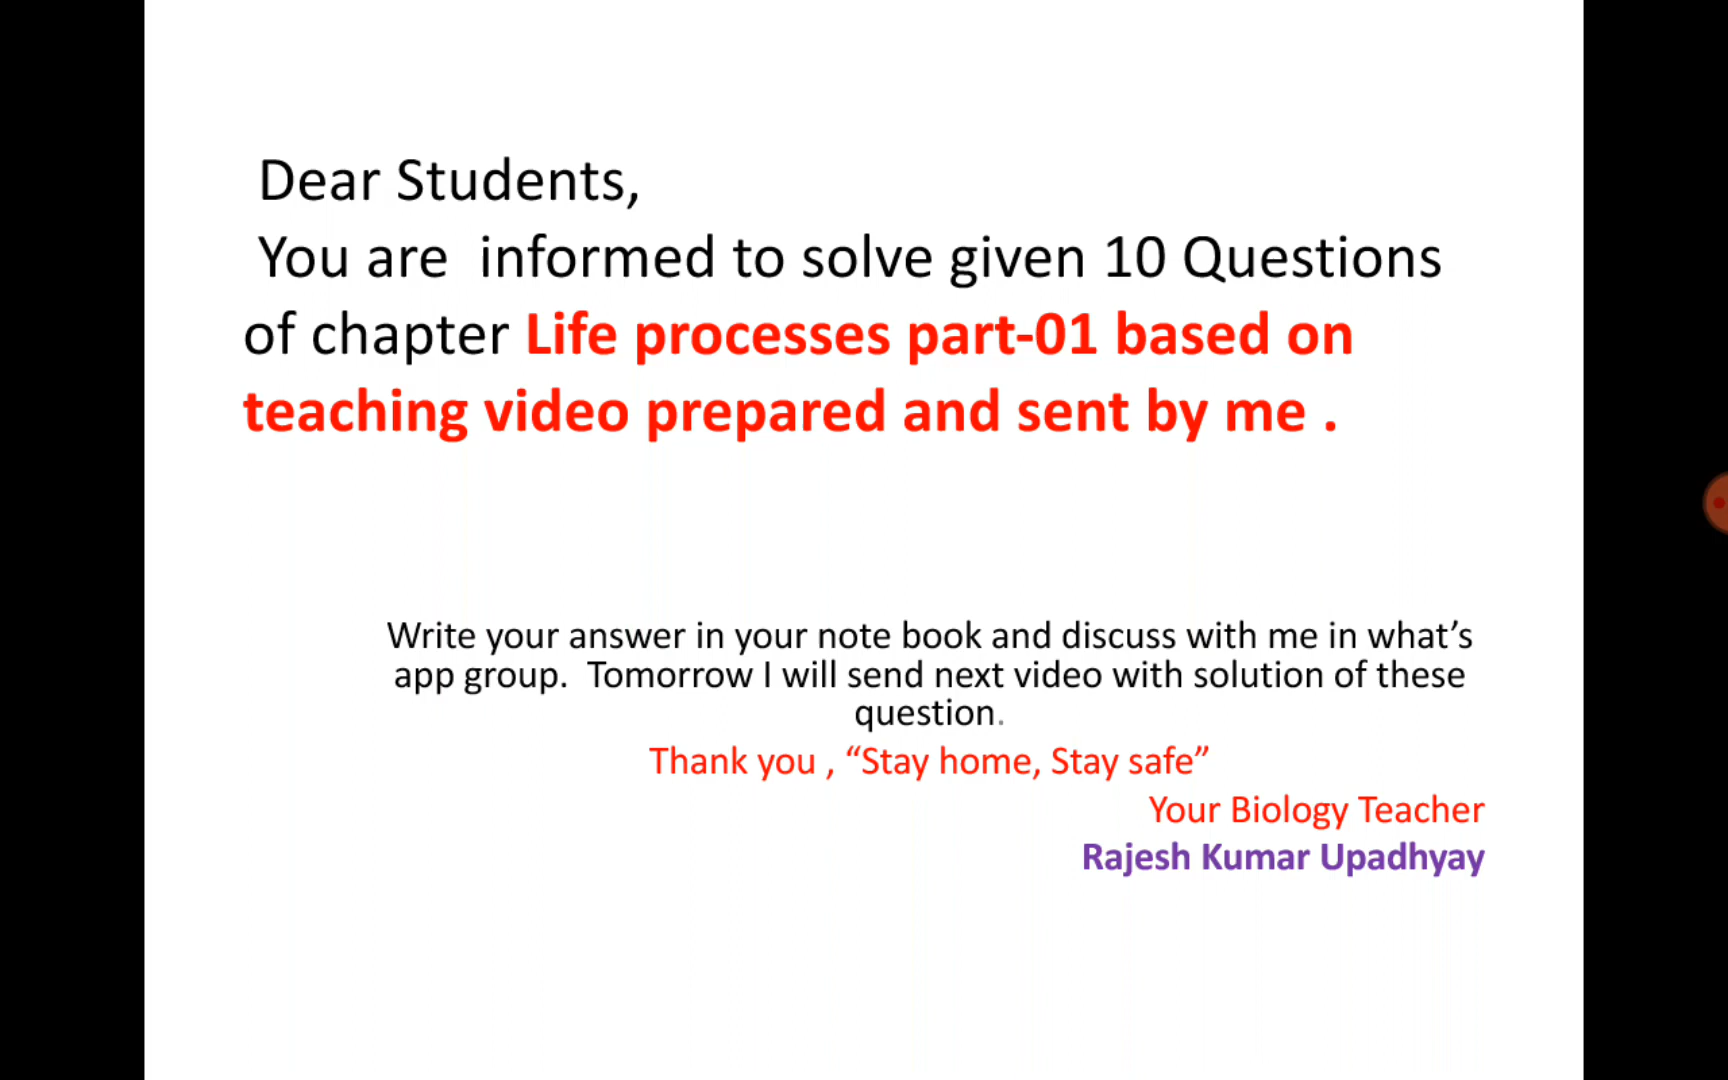 Dear Students,
You are  informed to solve given 10 Questions
of chapter Life processes part-01 based on
teaching video prepared and sent by me .
Write your answer in your note book and discuss with me in what’s
app group.  Tomorrow I will send next video with solution of these
question.
Thank you , “Stay home, Stay safe”
Your Biology Teacher
Rajesh Kumar Upadhyay